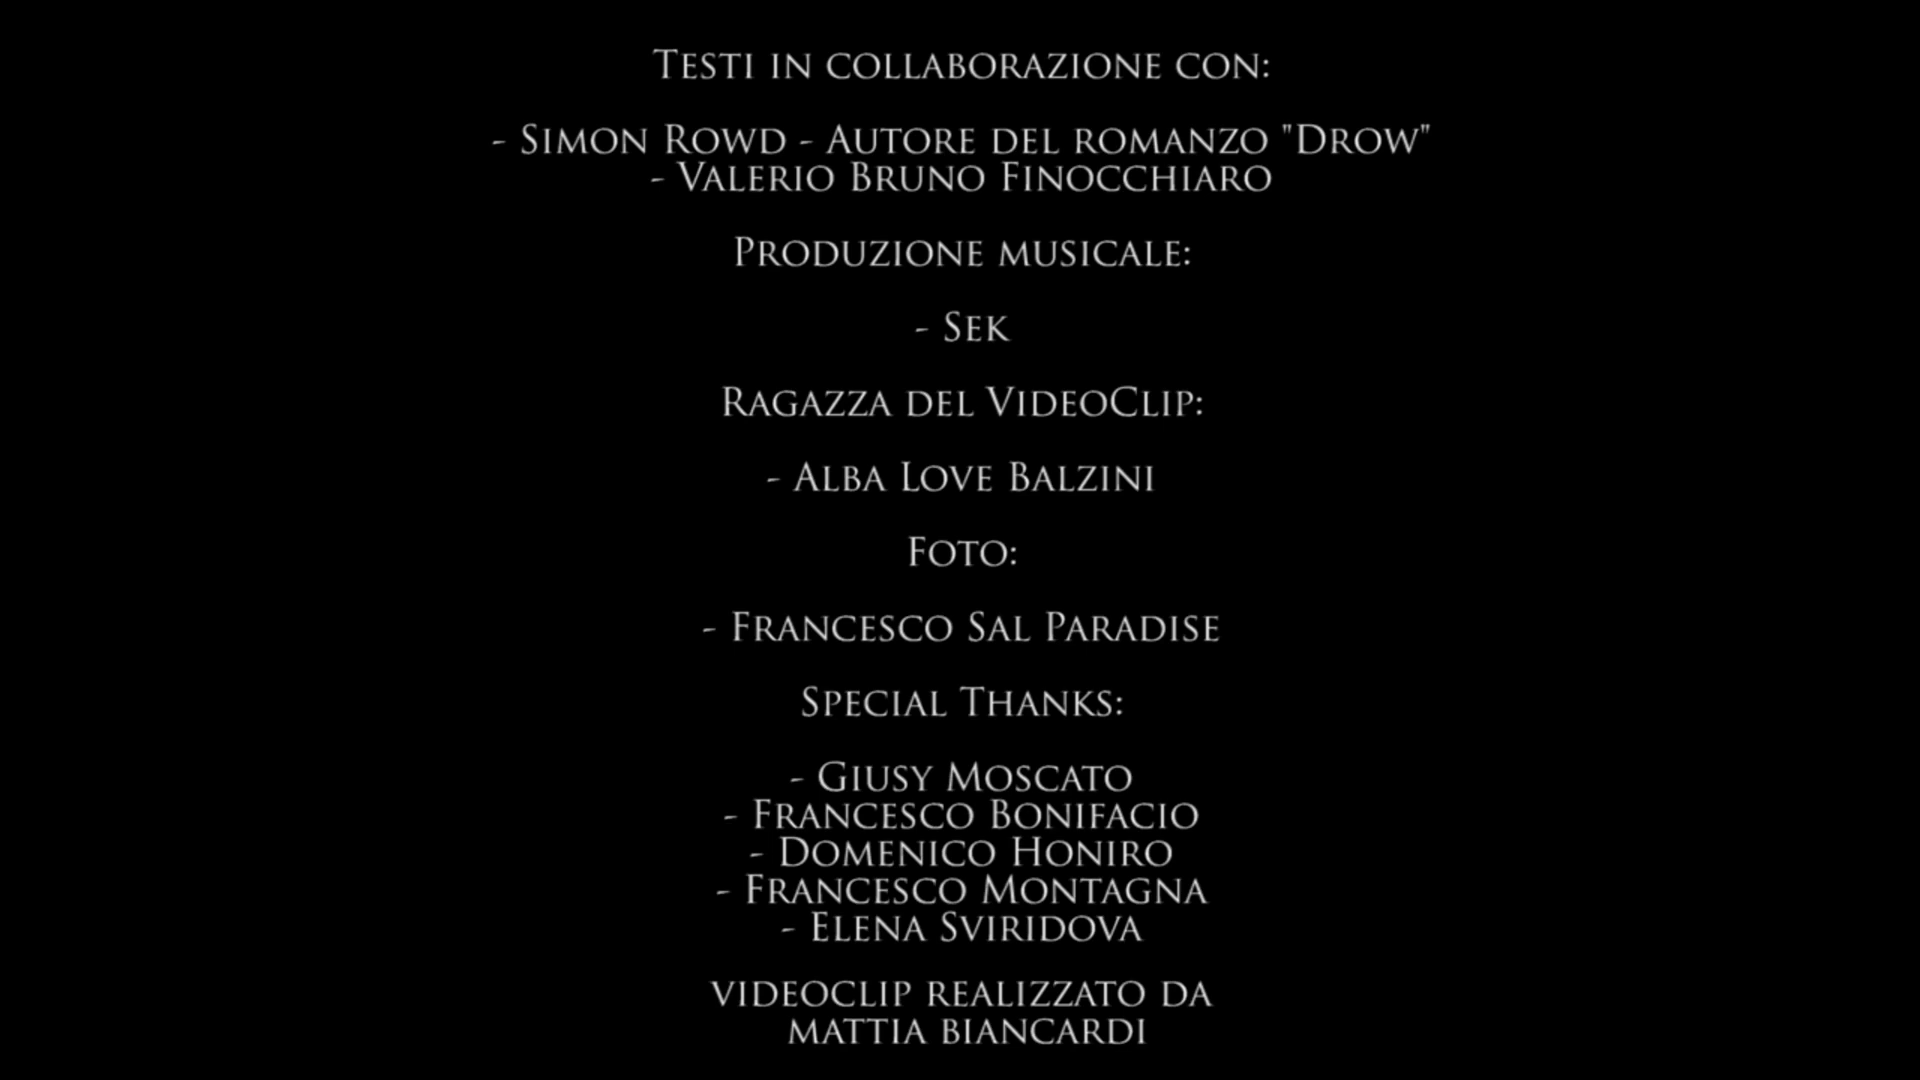 Testi in collaborazione con:
- Simon Rowd - Autore del romanzo "Drow"
- Valerio Bruno Finocchiaro
Produzione musicale:
- Sek
Ragazza del VideoClip:
- Alba Love Balzini
Foto:
- Francesco Sal Paradise
Special Thanks:
- Giusy Moscato
- Francesco Bonifacio
- Domenico Honiro
- Francesco Montagna
- Elena Sviridova
videoclip realizzato da
mattia biancardi